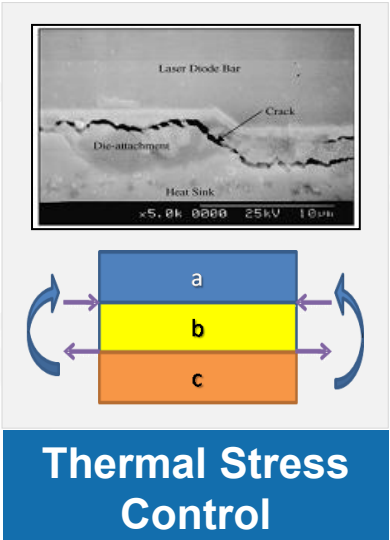 Laser Diode Bar
Crack
Die-attachment
Heat Sink
x5.0k 0000 25kV 10μm
a
b
c
Thermal Stress
Control